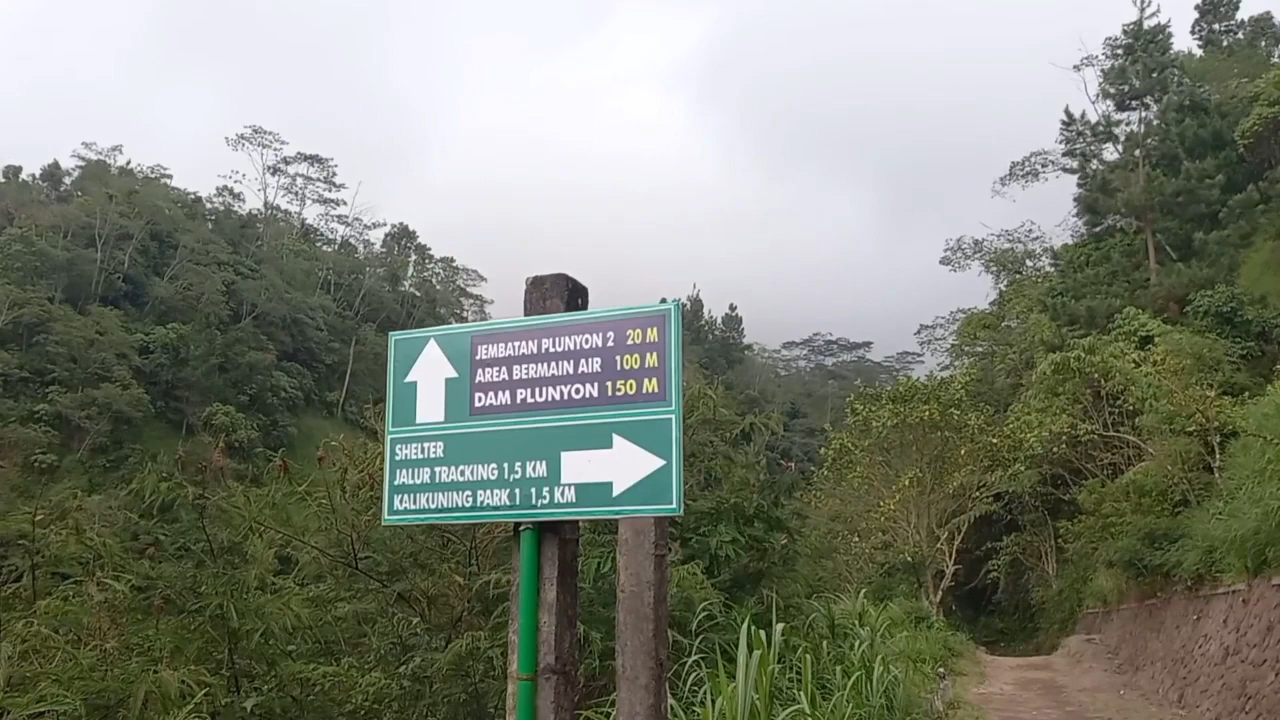 JEMBATAN PLUNYON 2 20 M
AREA BERMAIN AIR 100 M
DAM PLUNYON 150 M
SHELTER
JALUR TRACKING 1,5 KM
KALIKUNING PARK 1 1,5 KM